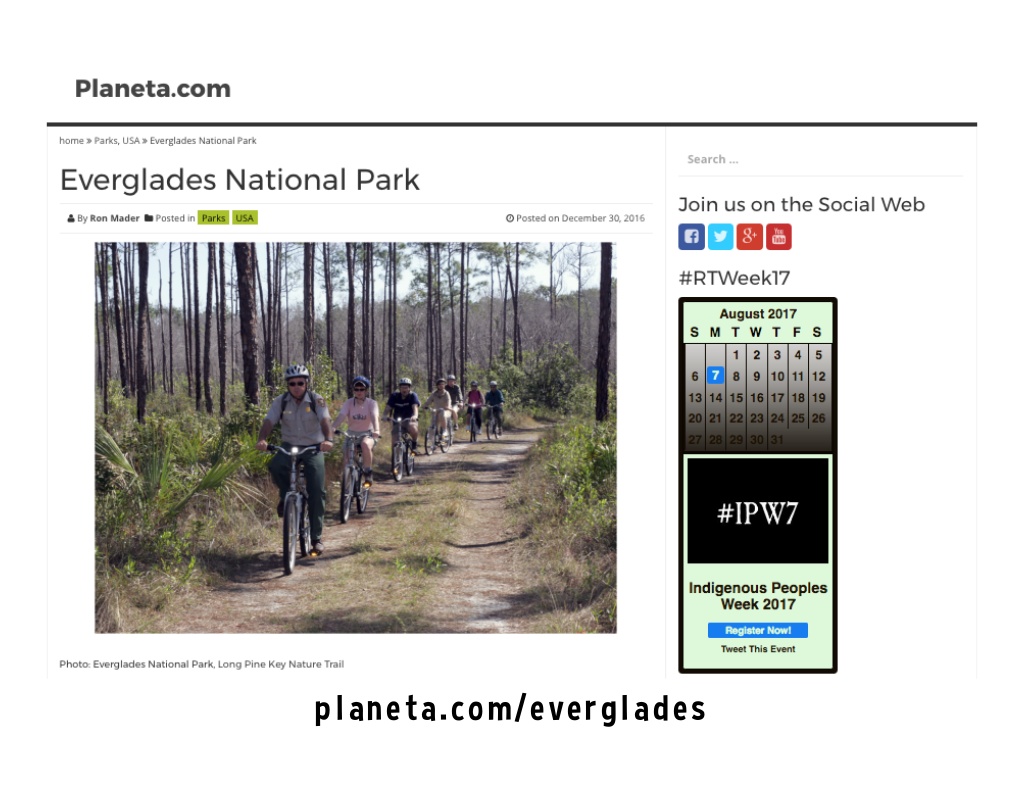 Planeta.com
home » Parks, USA » Everglades National Park
Everglades National Park
By Ron Mader Posted in Parks USA Posted on December 30, 2016
Photo: Everglades National Park, Long Pine Key Nature Trail
Search ...
Join us on the Social Web
g+
You Tube
#RTWeek17
August 2017
S M T W T F S
1 2 3 4 5
6 7 8 9 10 11 12
13 14 15 16 17 18 19
20 21 22 23 24 25 26
27 28 29 30 31
#IPW7
Indigenous Peoples
Week 2017
Register Now!
Tweet This Event
planeta.com/everglades